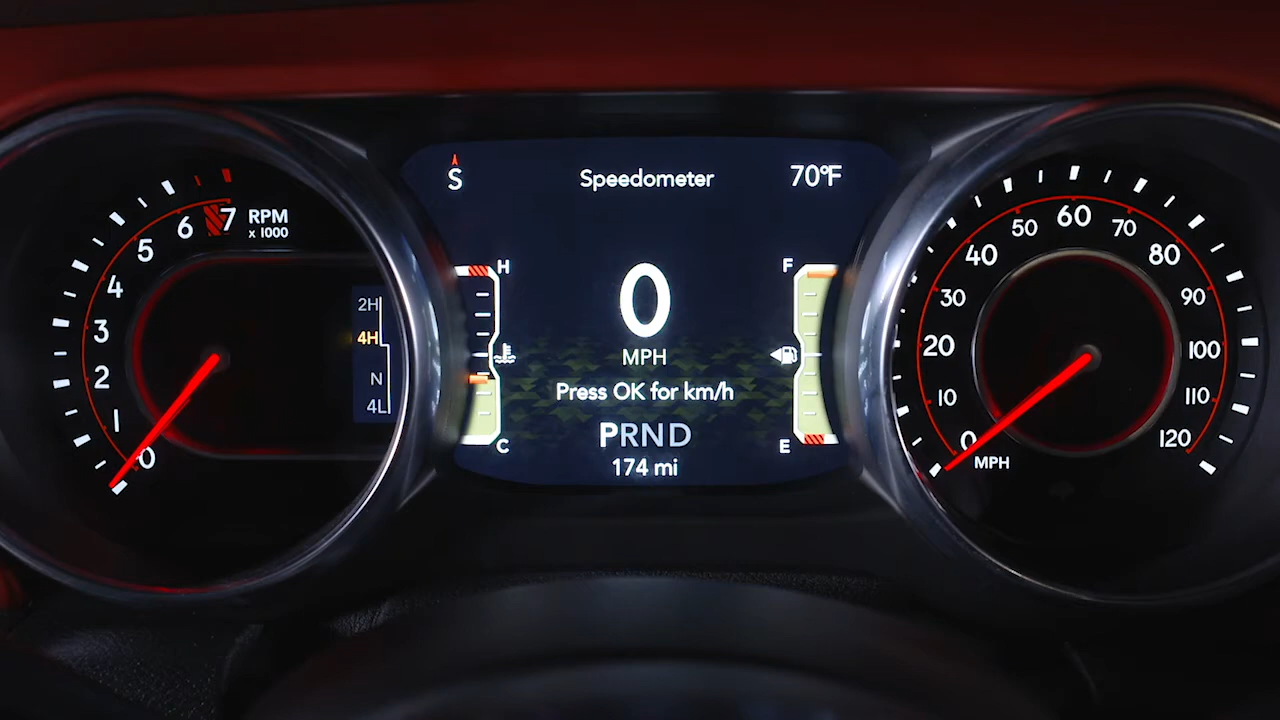 S
Speedometer
70°F
7
RPM
x 1000
6
5
4
3
2
1
0
2H
4H
N
4L
H
C
0
MPH
Press OK for km/h
PRND
174 mi
F
E
0
10
20
30
40
50
60
70
80
90
100
110
120
MPH